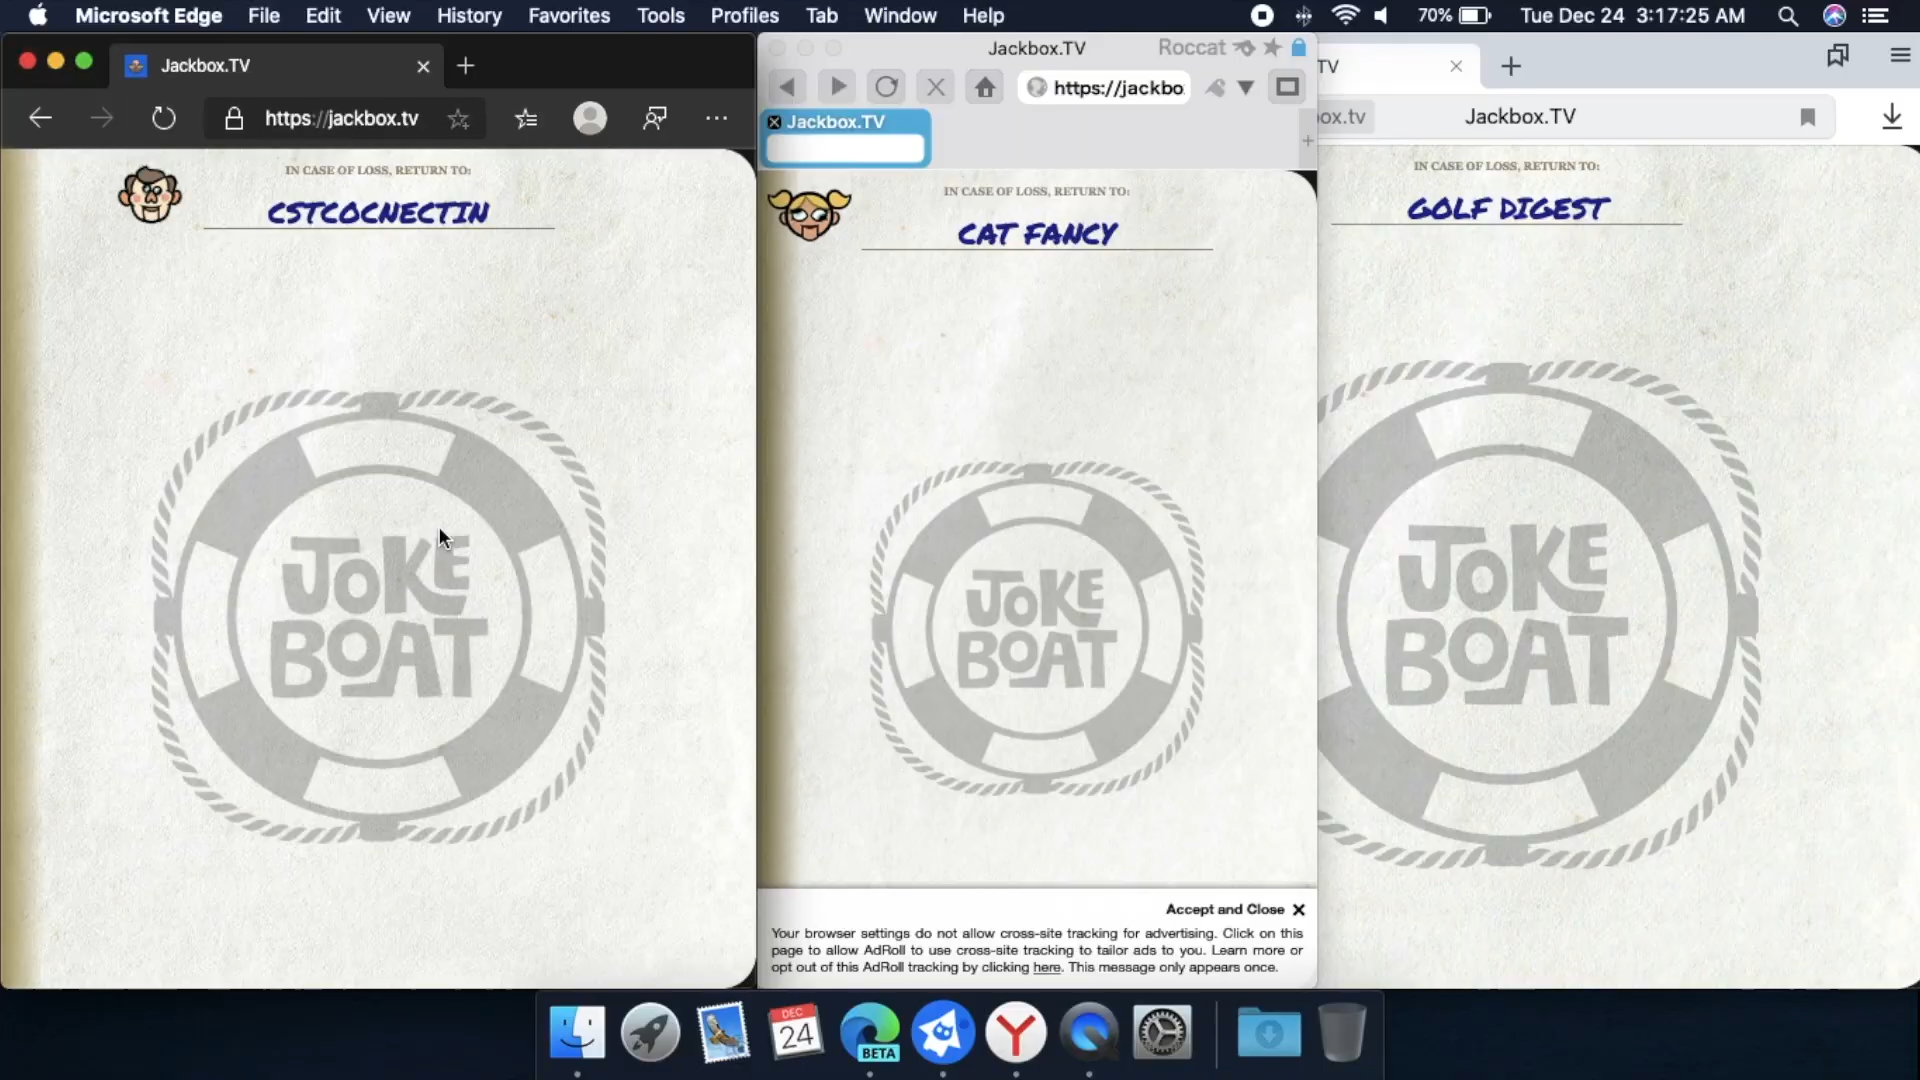 Microsoft Edge File Edit View History Favorites Tools Profiles Tab Window Help 70% Tue Dec 24 3:17:25 AM
Jackbox.TV
https://jackbox.tv
IN CASE OF LOSS, RETURN TO:
CSTCOCNECTIN
JOKE
BOAT
Jackbox.TV
Roccat
https://jackbo
Jackbox.TV
IN CASE OF LOSS, RETURN TO:
CAT FANCY
JOKE
BOAT
Accept and Close
Your browser settings do not allow cross-site tracking for advertising. Click on this
page to allow AdRoll to use cross-site tracking to tailor ads to you. Learn more or
opt out of this AdRoll tracking by clicking here. This message only appears once.
TV
ox.tv
Jackbox.TV
IN CASE OF LOSS, RETURN TO:
GOLF DIGEST
JOKE
BOAT
DEC
24
BETA